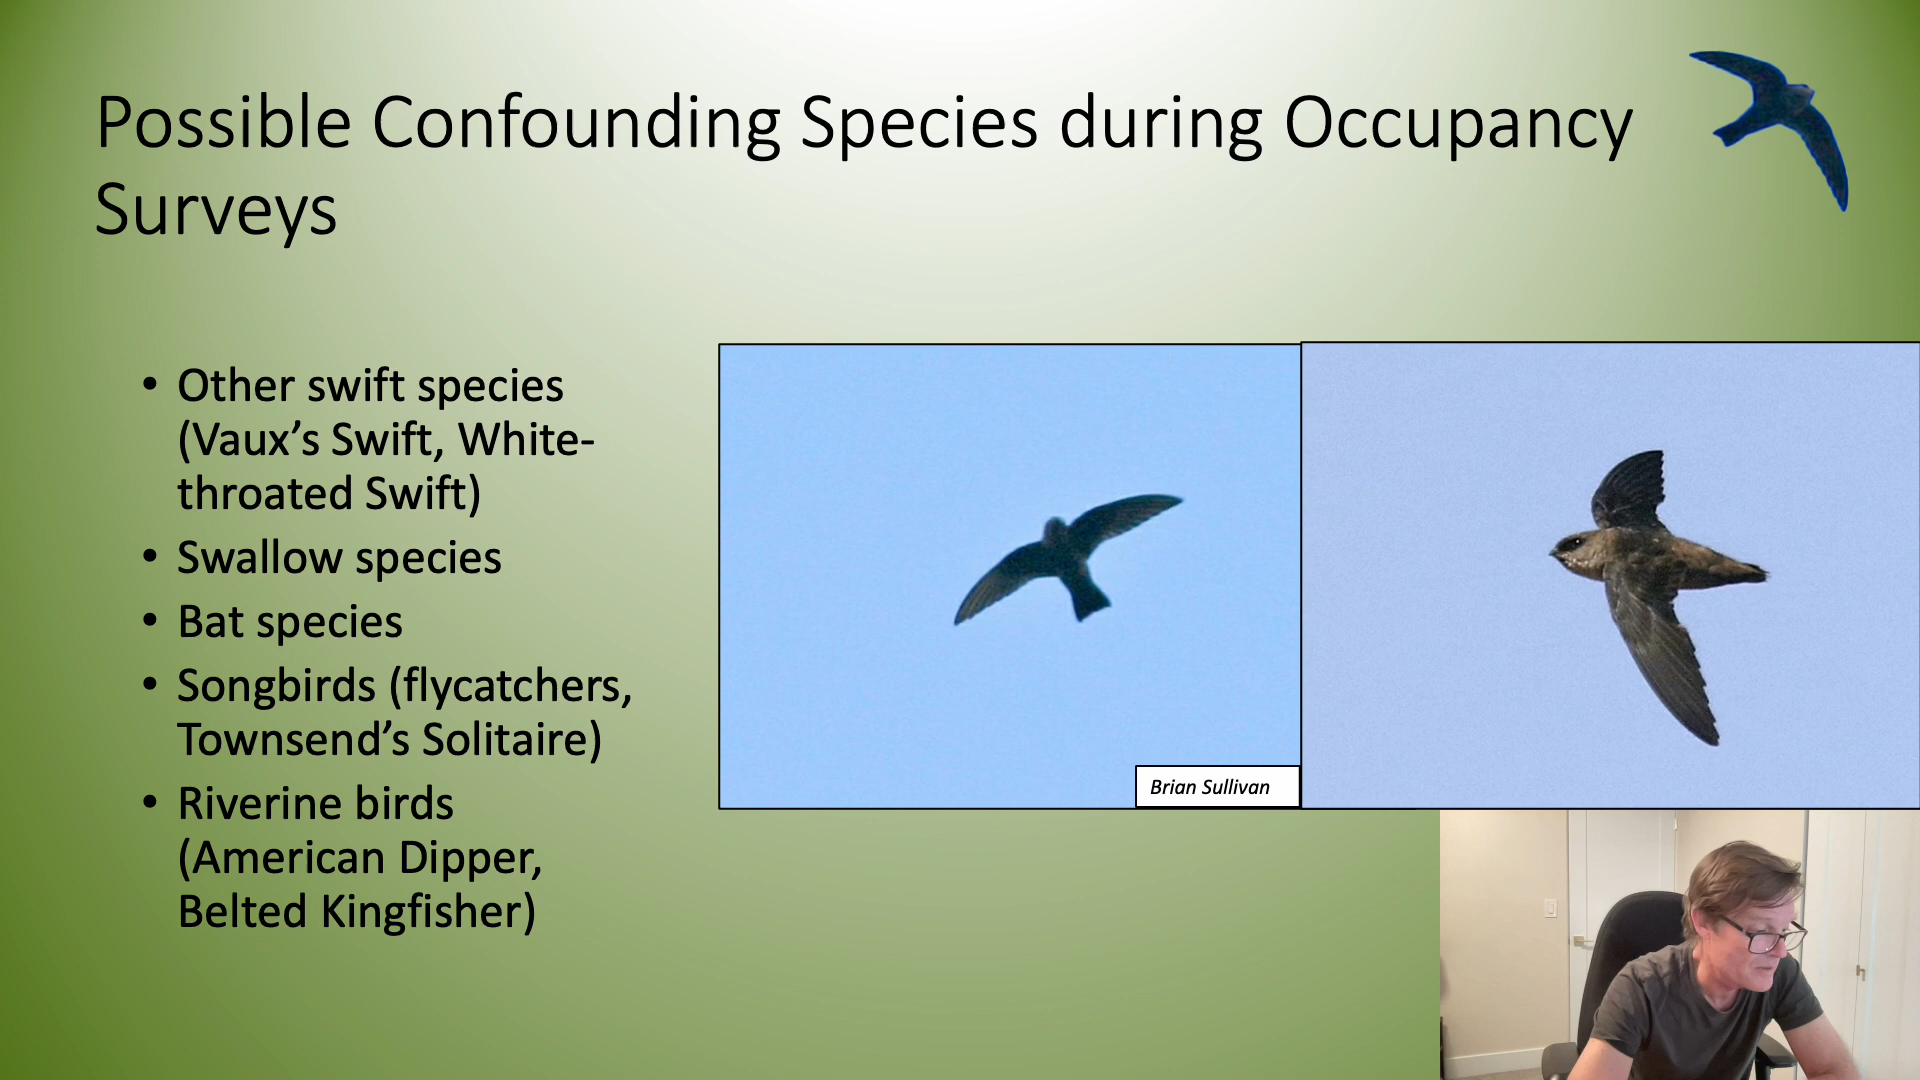 Possible Confounding Species during Occupancy
Surveys
• Other swift species
(Vaux’s Swift, White-
throated Swift)
• Swallow species
• Bat species
• Songbirds (flycatchers,
Townsend’s Solitaire)
• Riverine birds
(American Dipper,
Belted Kingfisher)
Brian Sullivan